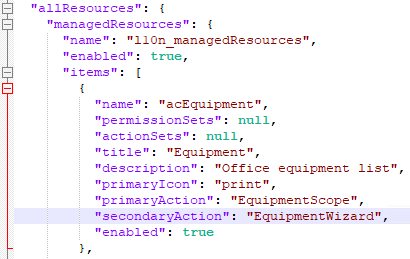 "allResources": {
"managedResources": {
"name": "l10n_managedResources",
"enabled": true,
"items": [
{
"name": "acEquipment",
"permissionSets": null,
"actionSets": null,
"title": "Equipment",
"description": "Office equipment list",
"primaryIcon": "print",
"primaryAction": "EquipmentScope",
"secondaryAction": "EquipmentWizard",
"enabled": true
},